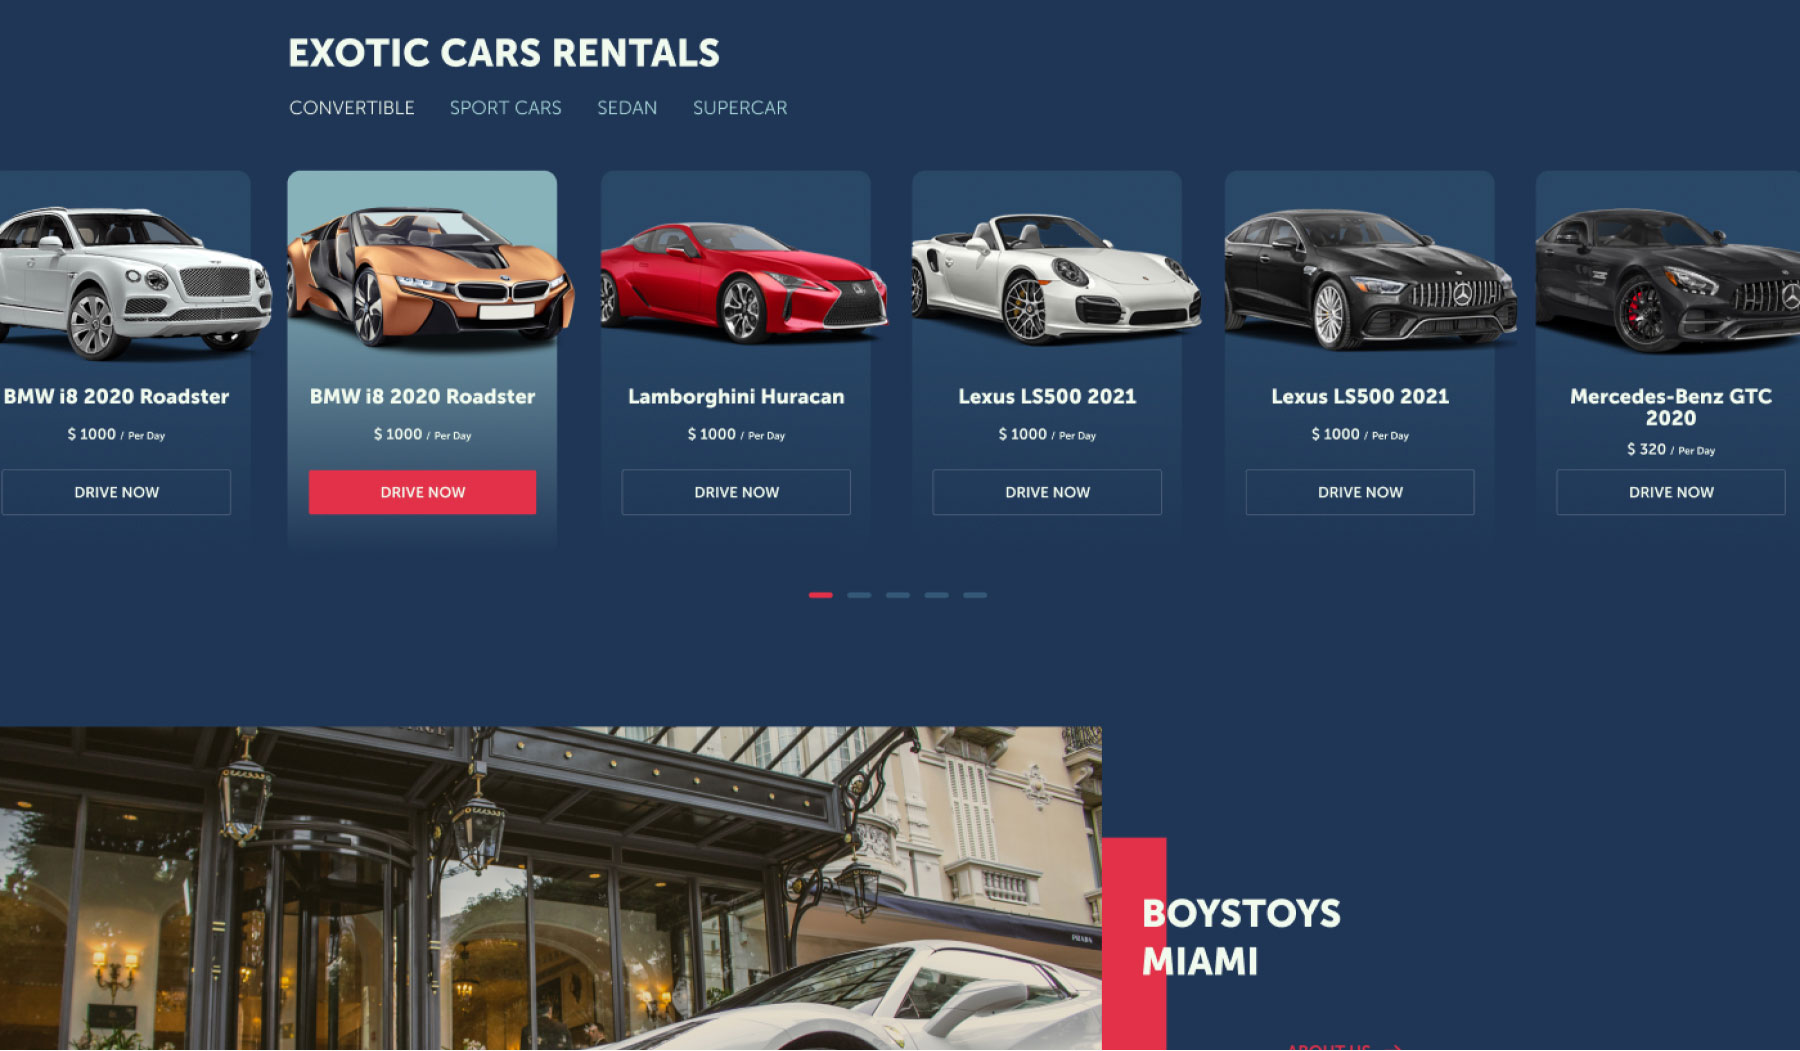 EXOTIC CARS RENTALS
CONVERTIBLE SPORT CARS SEDAN SUPERCAR
BMW i8 2020 Roadster
$ 1000 / Per Day
DRIVE NOW
BMW i8 2020 Roadster
$ 1000 / Per Day
DRIVE NOW
Lamborghini Huracan
$ 1000 / Per Day
DRIVE NOW
Lexus LS500 2021
$ 1000 / Per Day
DRIVE NOW
Lexus LS500 2021
$ 1000 / Per Day
DRIVE NOW
Mercedes-Benz GTC
2020
$ 320 / Per Day
DRIVE NOW
PRADA
BOYSTOYS
MIAMI
ABOUT US